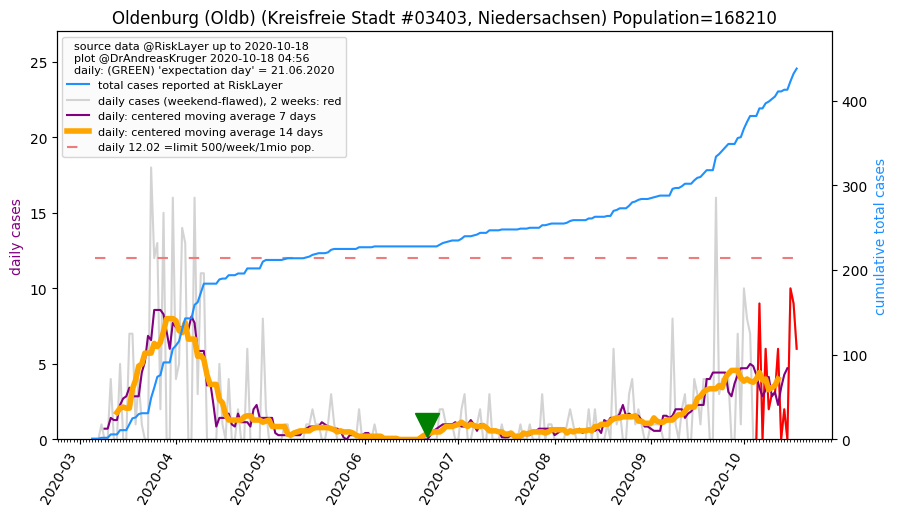 Oldenburg (Oldb) (Kreisfreie Stadt #03403, Niedersachsen) Population=168210
source data @RiskLayer up to 2020-10-18
plot @DrAndreasKruger 2020-10-18 04:56
daily: (GREEN) 'expectation day' = 21.06.2020
total cases reported at RiskLayer
daily cases (weekend-flawed), 2 weeks: red
daily: centered moving average 7 days
daily: centered moving average 14 days
daily 12.02 =limit 500/week/1mio pop.
daily cases
25
20
15
10
5
0
cumulative total cases
400
300
200
100
0
2020-03
2020-04
2020-05
2020-06
2020-07
2020-08
2020-09
2020-10